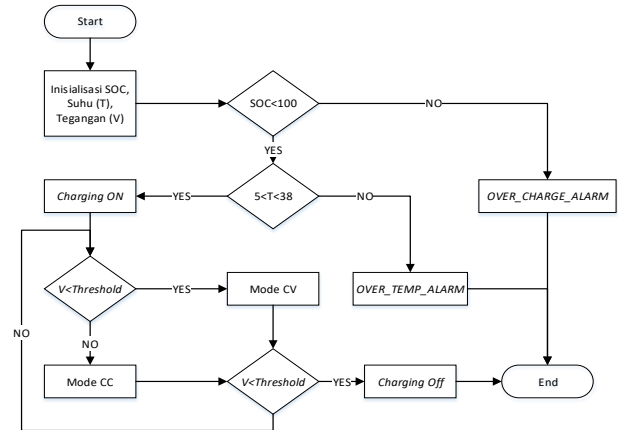 Start
Inisialisasi SOC,
Suhu (T),
Tegangan (V)
SOC<100
NO
YES
Charging ON
YES
5<T<38
NO
OVER_CHARGE_ALARM
V<Threshold
YES
Mode CV
OVER_TEMP_ALARM
NO
NO
Mode CC
V<Threshold
YES
Charging Off
End